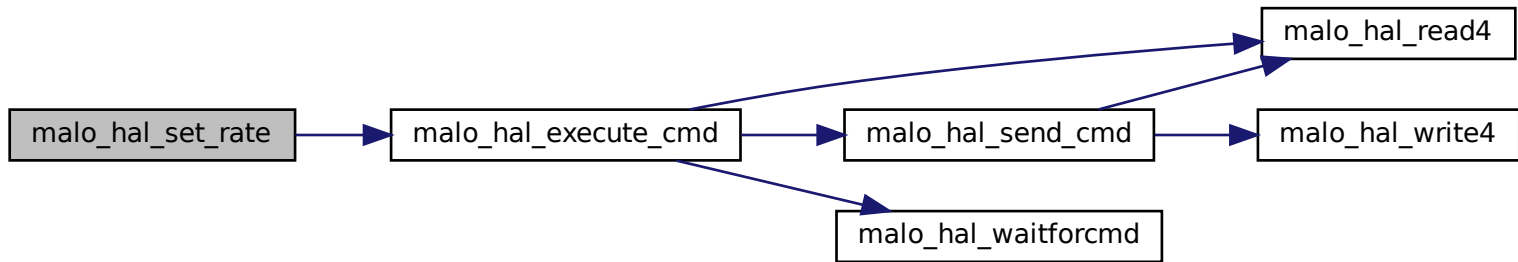 malo_hal_set_rate
malo_hal_execute_cmd
malo_hal_read4
malo_hal_send_cmd
malo_hal_write4
malo_hal_waitforcmd